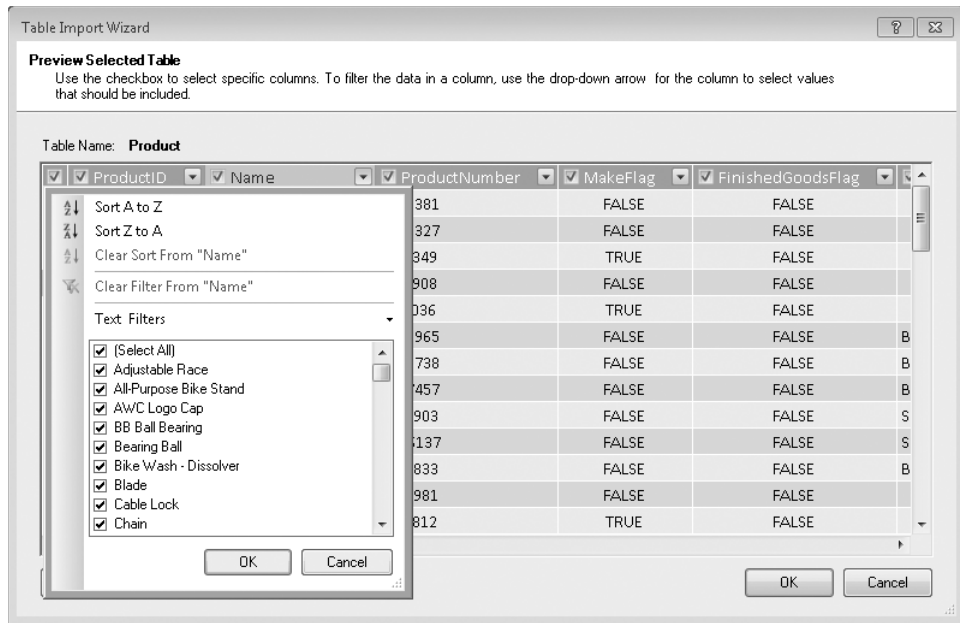 Table Import Wizard
Preview Selected Table
Use the checkbox to select specific columns. To filter the data in a column, use the drop-down arrow for the column to select values
that should be included.
Table Name: Product
ProductID Name ProductNumber MakeFlag FinishedGoodsFlag
Sort A to Z
Sort Z to A
Clear Sort From "Name"
Clear Filter From "Name"
Text Filters
(Select All)
Adjustable Race
All-Purpose Bike Stand
AWC Logo Cap
BB Ball Bearing
Bearing Ball
Bike Wash - Dissolver
Blade
Cable Lock
Chain
OK Cancel
381 FALSE FALSE
327 FALSE FALSE
349 TRUE FALSE
908 FALSE FALSE
036 TRUE FALSE
965 FALSE FALSE B
738 FALSE FALSE B
7457 FALSE FALSE B
903 FALSE FALSE S
5137 FALSE FALSE S
833 FALSE FALSE B
981 FALSE FALSE
812 TRUE FALSE
OK Cancel